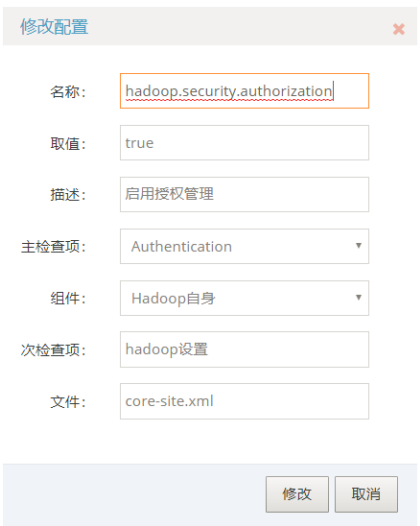 修改配置
名称: hadoop.security.authorization
取值: true
描述: 启用授权管理
主检查项: Authentication
组件: Hadoop自身
次检查项: hadoop设置
文件: core-site.xml
修改 取消